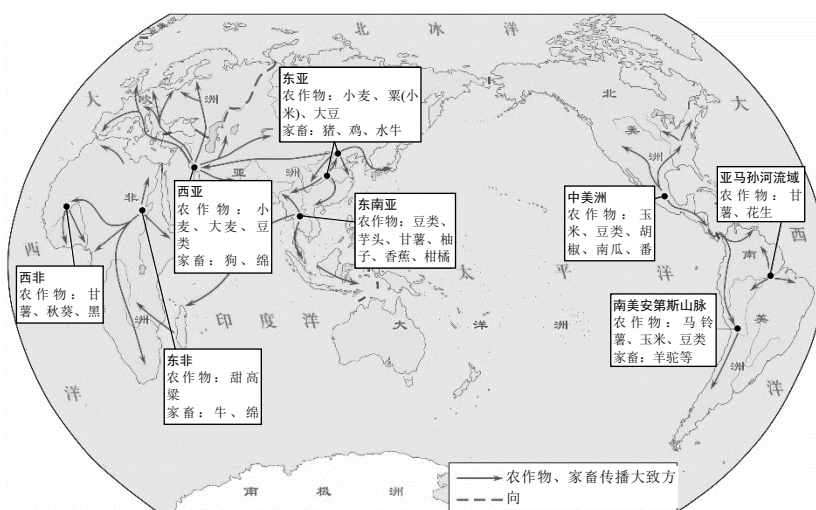 北 冰 洋
大
欧 洲
亚 洲
非
洲
西
洋
印 度 洋
太 平 洋
大 洋 洲
北
美
洲
大
西
洋
南
美
洲
南 极 洲
东亚
农作物：小麦、粟(小
米)、大豆
家畜：猪、鸡、水牛
西亚
农作物：小
麦、大麦、豆
类
家畜：狗、绵
东南亚
农作物：豆类、
芋头、甘薯、柚
子、香蕉、柑橘
中美洲
农作物：玉
米、豆类、胡
椒、南瓜、番
亚马孙河流域
农作物：甘
薯、花生
西非
农作物：甘
薯、秋葵、黑
东非
农作物：甜高
粱
家畜：牛、绵
南美安第斯山脉
农作物：马铃
薯、玉米、豆类
家畜：羊驼等
农作物、家畜传播大致方
向